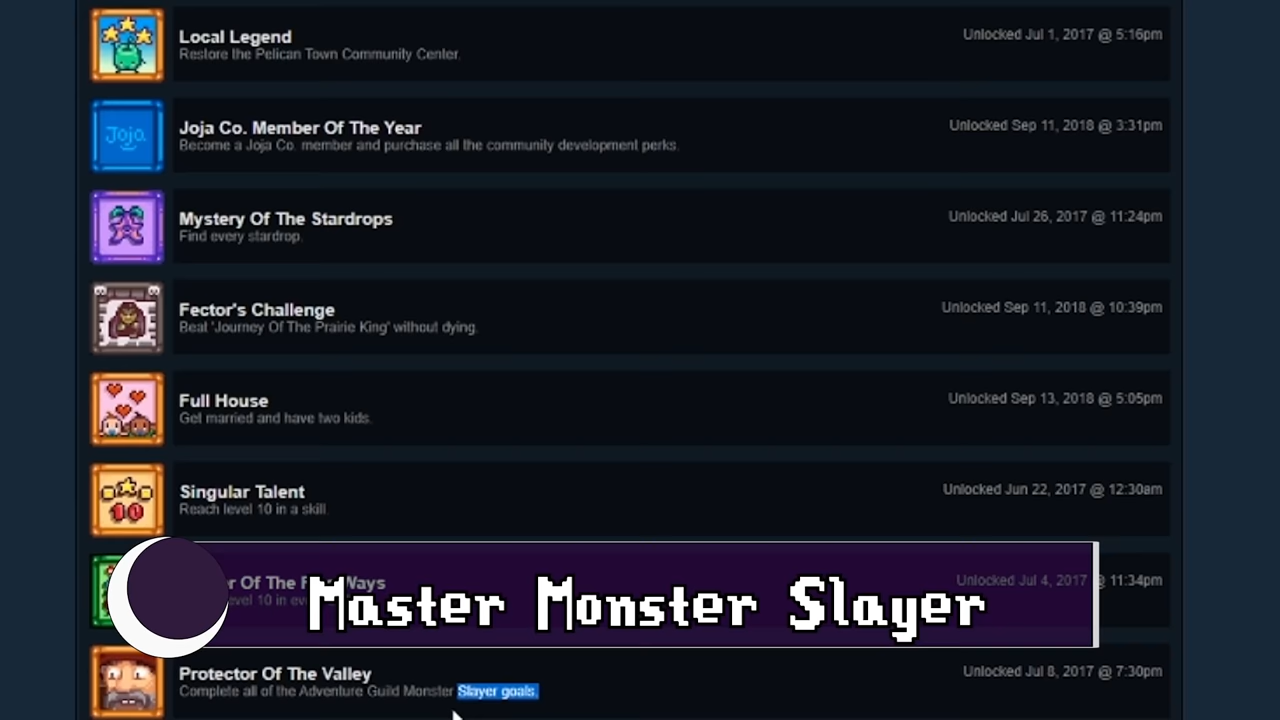 Local Legend
Unlocked Jul 1, 2017 @ 5:16pm
Restore the Pelican Town Community Center.
Joja
Joja Co. Member Of The Year
Unlocked Sep 11, 2018 @ 3:31pm
Become a Joja Co. member and purchase all the community development perks.
Mystery Of The Stardrops
Unlocked Jul 26, 2017 @ 11:24pm
Find every stardrop.
Fector's Challenge
Unlocked Sep 11, 2018 @ 10:39pm
Beat 'Journey Of The Prairie King' without dying.
Full House
Unlocked Sep 13, 2018 @ 5:05pm
Get married and have two kids.
Singular Talent
Unlocked Jun 22, 2017 @ 12:30am
Reach level 10 in a skill.
10
Of The Ways
Unlocked Jul 4, 2017 @ 11:34pm
level 10 in
Master Monster Slayer
Protector Of The Valley
Unlocked Jul 8, 2017 @ 7:30pm
Complete all of the Adventure Guild Monster Slayer goals.